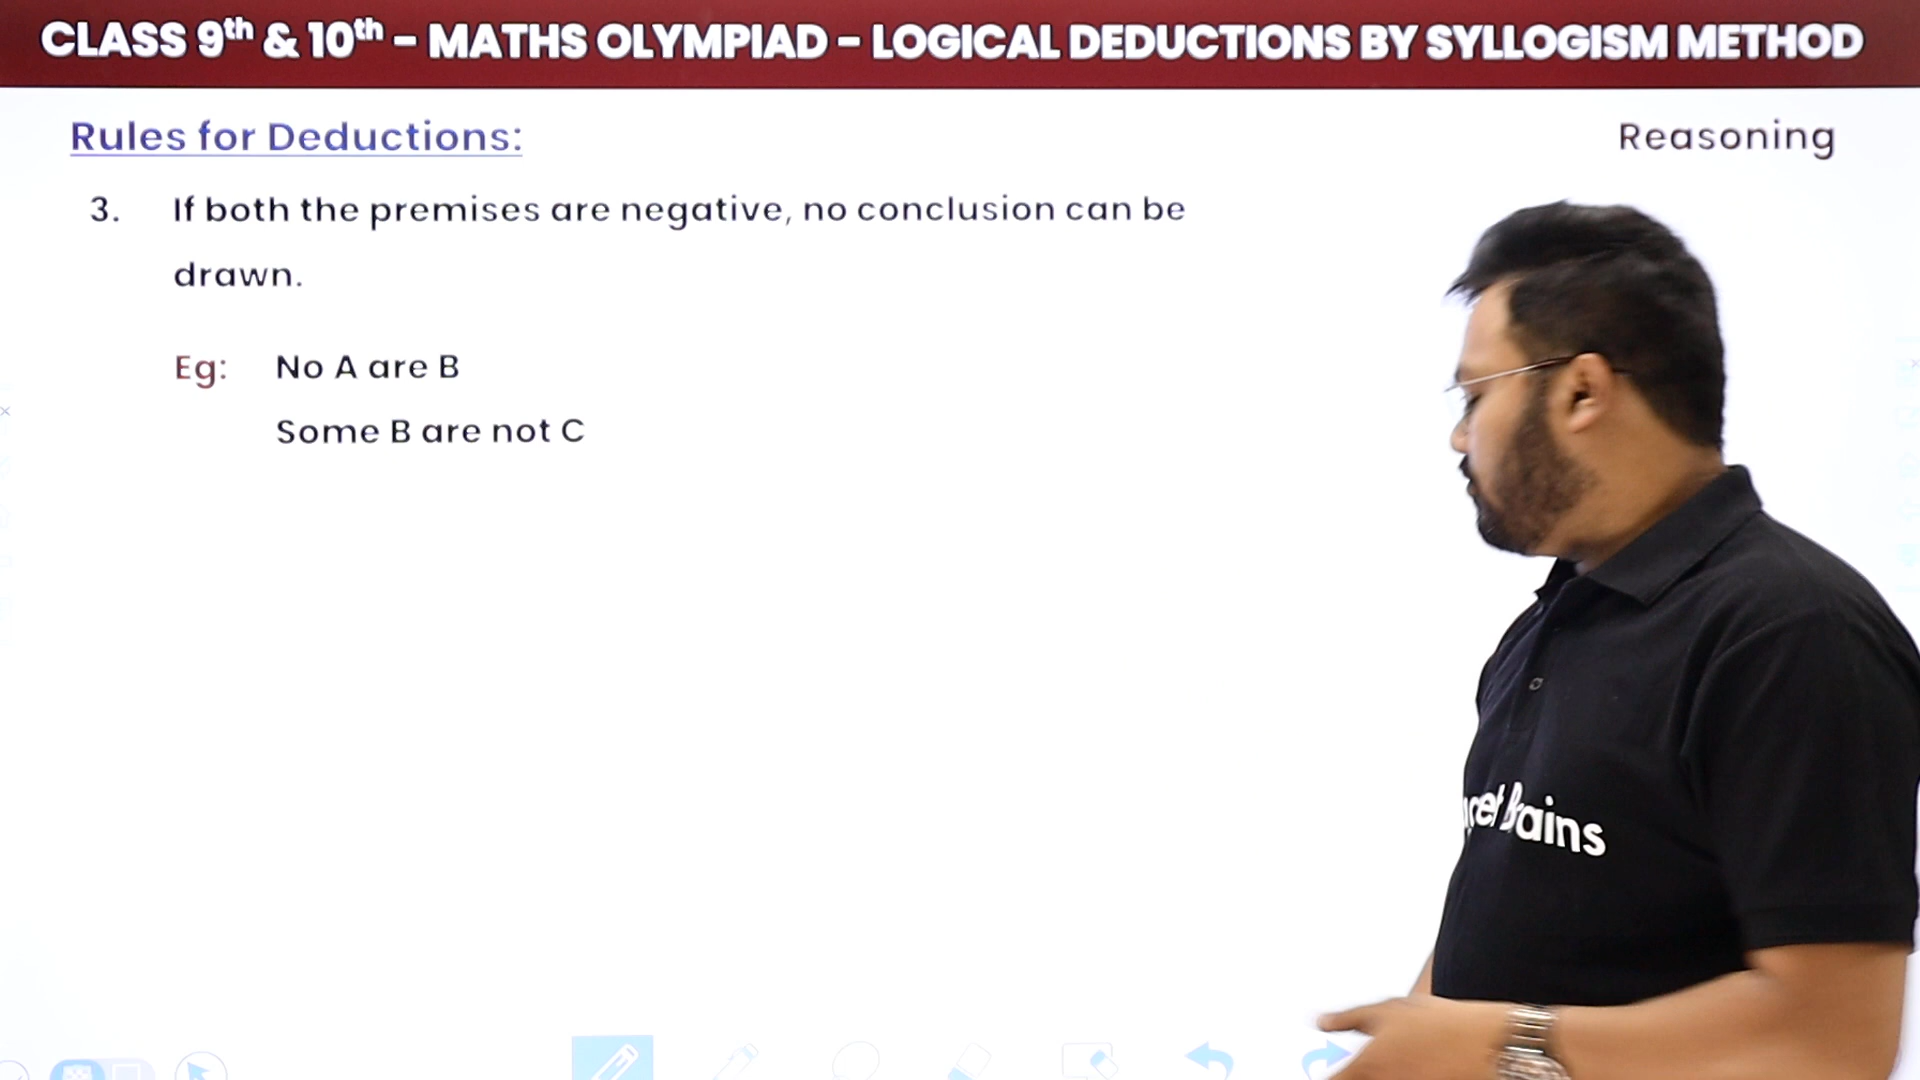 CLASS 9th & 10th - MATHS OLYMPIAD - LOGICAL DEDUCTIONS BY SYLLOGISM METHOD
Rules for Deductions:
Reasoning
3. If both the premises are negative, no conclusion can be
drawn.
Eg: No A are B
Some B are not C
Brains